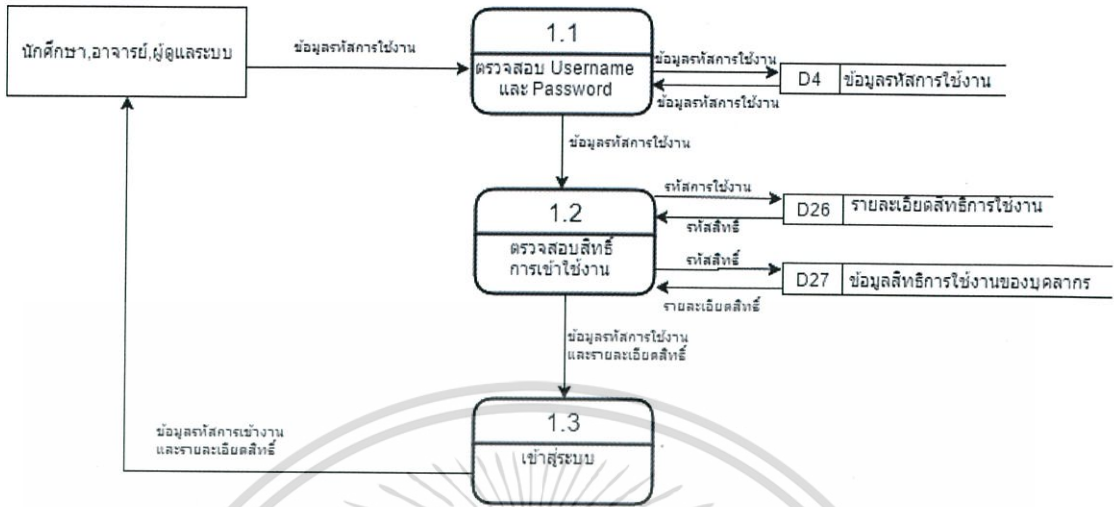 นักศึกษา,อาจารย์,ผู้ดูแลระบบ
ข้อมูลรหัสการใช้งาน
1.1
ตรวจสอบ Username
และ Password
ข้อมูลรหัสการใช้งาน
ข้อมูลรหัสการใช้งาน
D4
ข้อมูลรหัสการใช้งาน
ข้อมูลรหัสการใช้งาน
1.2
ตรวจสอบสิทธิ์
การเข้าใช้งาน
รหัสการใช้งาน
รหัสสิทธิ์
D26
รายละเอียดสิทธิการใช้งาน
รหัสสิทธิ์
รายละเอียดสิทธิ์
D27
ข้อมูลสิทธิการใช้งานของบุคลากร
ข้อมูลรหัสการใช้งาน
และรายละเอียดสิทธิ์
1.3
เข้าสู่ระบบ
ข้อมูลรหัสการเข้างาน
และรายละเอียดสิทธิ์